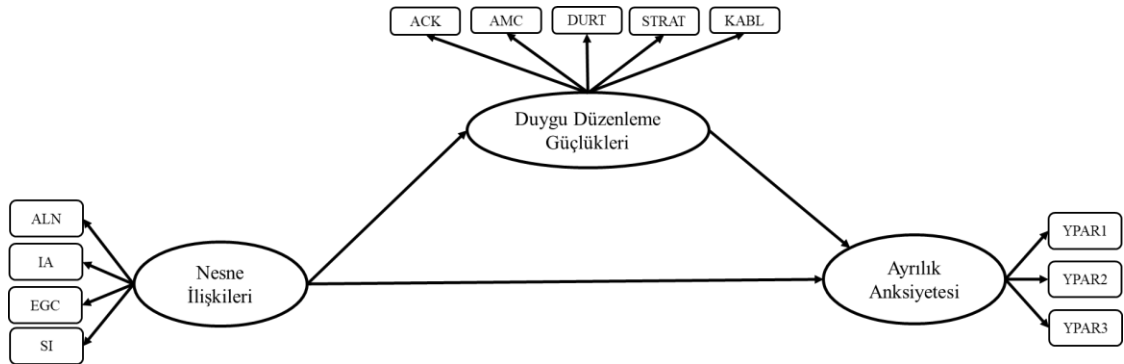 ACK
AMC
DURT
STRAT
KABL
Duygu Düzenleme
Güçlükleri
ALN
IA
EGC
SI
Nesne
İlişkileri
Ayrılık
Anksiyetesi
YPAR1
YPAR2
YPAR3